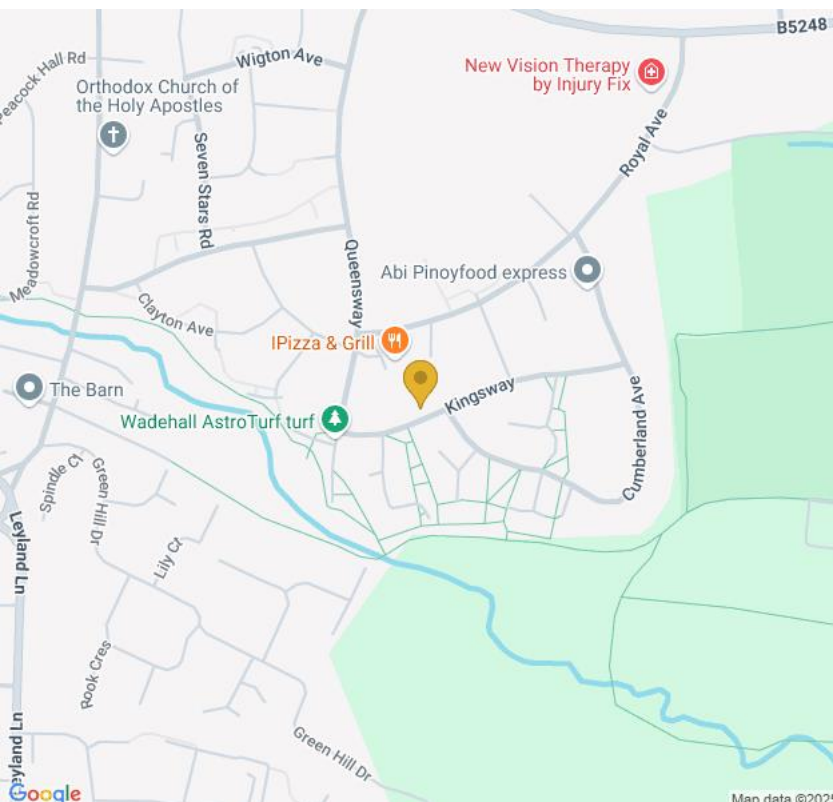 B5248
Peacock Hall Rd
Wigton Ave
New Vision Therapy
by Injury Fix
Orthodox Church of
the Holy Apostles
Seven Stars Rd
Royal Ave
Meadowcroft Rd
Queensway
Abi Pinoyfood express
Clayton Ave
IPizza & Grill
The Barn
Kingsway
Wadehall AstroTurf turf
Cumberland Ave
Spindle Cl
Green Hill Dr
Leyland Ln
Lily Cr
Rook Cres
eyland Ln
Green Hill Dr
Google
Map data ©2025